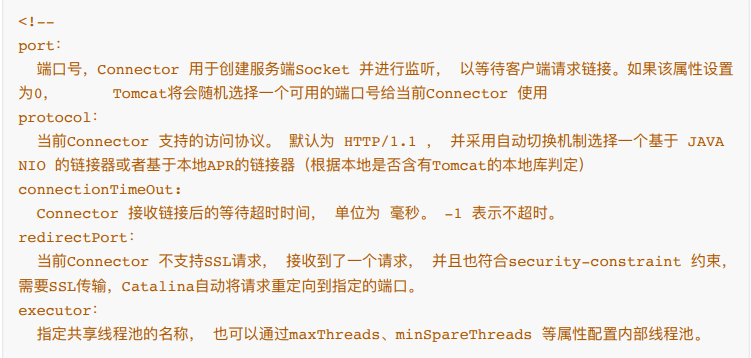 <!--
port：
端口号，Connector 用于创建服务端Socket 并进行监听， 以等待客户端请求链接。如果该属性设置
为0，      Tomcat将会随机选择一个可用的端口号给当前Connector 使用
protocol：
当前Connector 支持的访问协议。 默认为 HTTP/1.1 ， 并采用自动切换机制选择一个基于 JAVA
NIO 的链接器或者基于本地APR的链接器（根据本地是否含有Tomcat的本地库判定）
connectionTimeOut:
Connector 接收链接后的等待超时时间， 单位为 毫秒。 -1 表示不超时。
redirectPort：
当前Connector 不支持SSL请求， 接收到了一个请求， 并且也符合security-constraint 约束，
需要SSL传输，Catalina自动将请求重定向到指定的端口。
executor：
指定共享线程池的名称， 也可以通过maxThreads、minSpareThreads 等属性配置内部线程池。